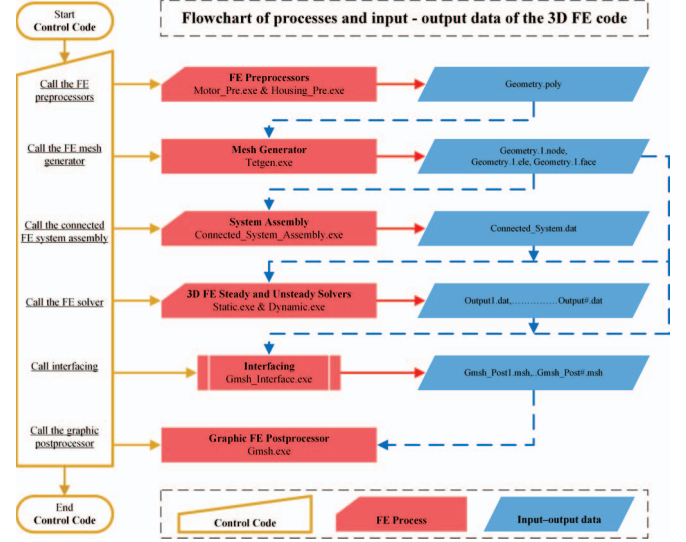 Start
Control Code
Flowchart of processes and input - output data of the 3D FE code
Call the FE
preprocessors
FE Preprocessors
Motor_Pre.exe & Housing_Pre.exe
Geometry.poly
Call the FE mesh
generator
Mesh Generator
Tetgen.exe
Geometry.1.node,
Geometry.1.ele, Geometry.1.face
Call the connected
FE system assembly
System Assembly
Connected_System_Assembly.exe
Connected_System.dat
Call the FE solver
3D FE Steady and Unsteady Solvers
Static.exe & Dynamic.exe
Output1.dat,...............Output#.dat
Call interfacing
Interfacing
Gmsh_Interface.exe
Gmsh_Post1.msh,..Gmsh_Post#.msh
Call the graphic
postprocessor
Graphic FE Postprocessor
Gmsh.exe
End
Control Code
Control Code
FE Process
Input–output data